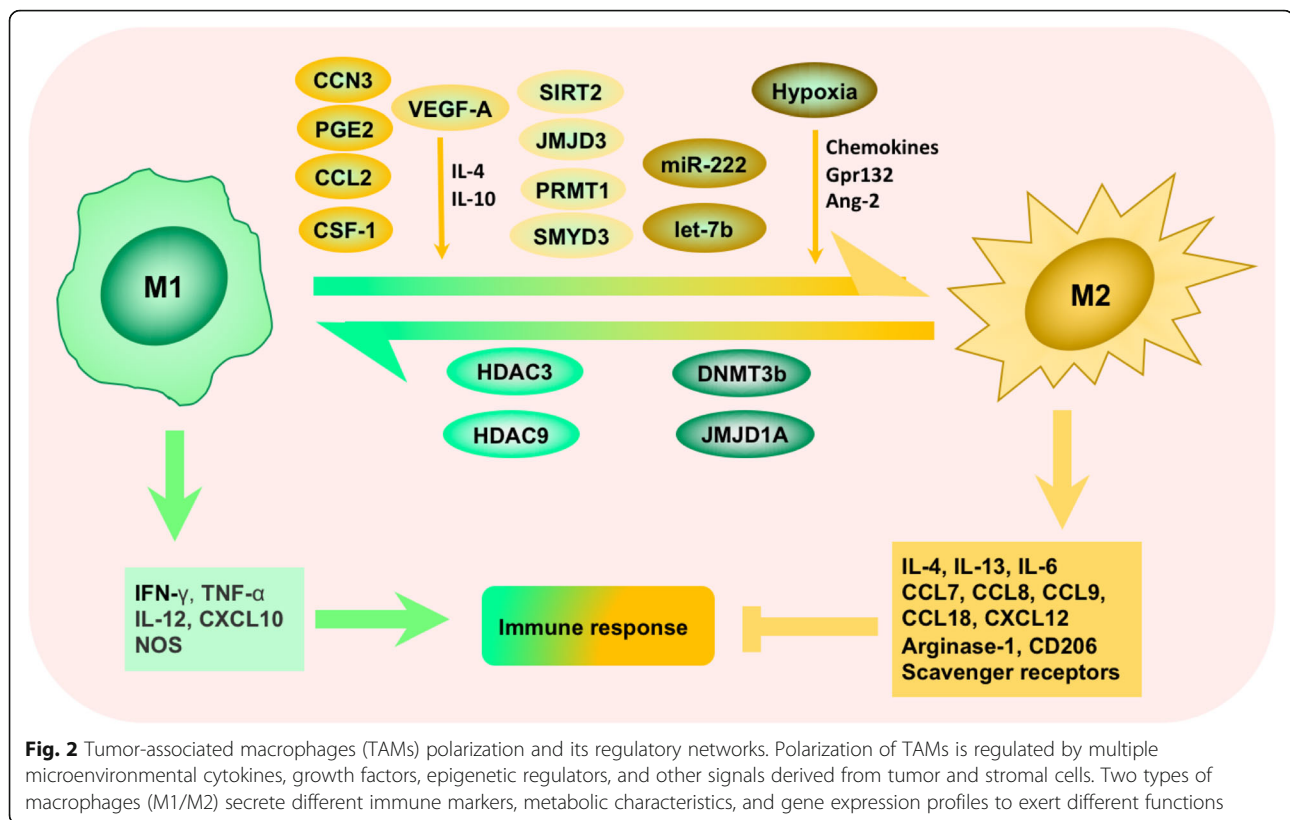 CCN3
PGE2
CCL2
CSF-1
VEGF-A
IL-4
IL-10
SIRT2
JMJD3
PRMT1
SMYD3
miR-222
let-7b
Hypoxia
Chemokines
Gpr132
Ang-2
M1
M2
HDAC3
HDAC9
DNMT3b
JMJD1A
IFN-γ, TNF-α
IL-12, CXCL10
NOS
Immune response
IL-4, IL-13, IL-6
CCL7, CCL8, CCL9,
CCL18, CXCL12
Arginase-1, CD206
Scavenger receptors
Fig. 2 Tumor-associated macrophages (TAMs) polarization and its regulatory networks. Polarization of TAMs is regulated by multiple
microenvironmental cytokines, growth factors, epigenetic regulators, and other signals derived from tumor and stromal cells. Two types of
macrophages (M1/M2) secrete different immune markers, metabolic characteristics, and gene expression profiles to exert different functions